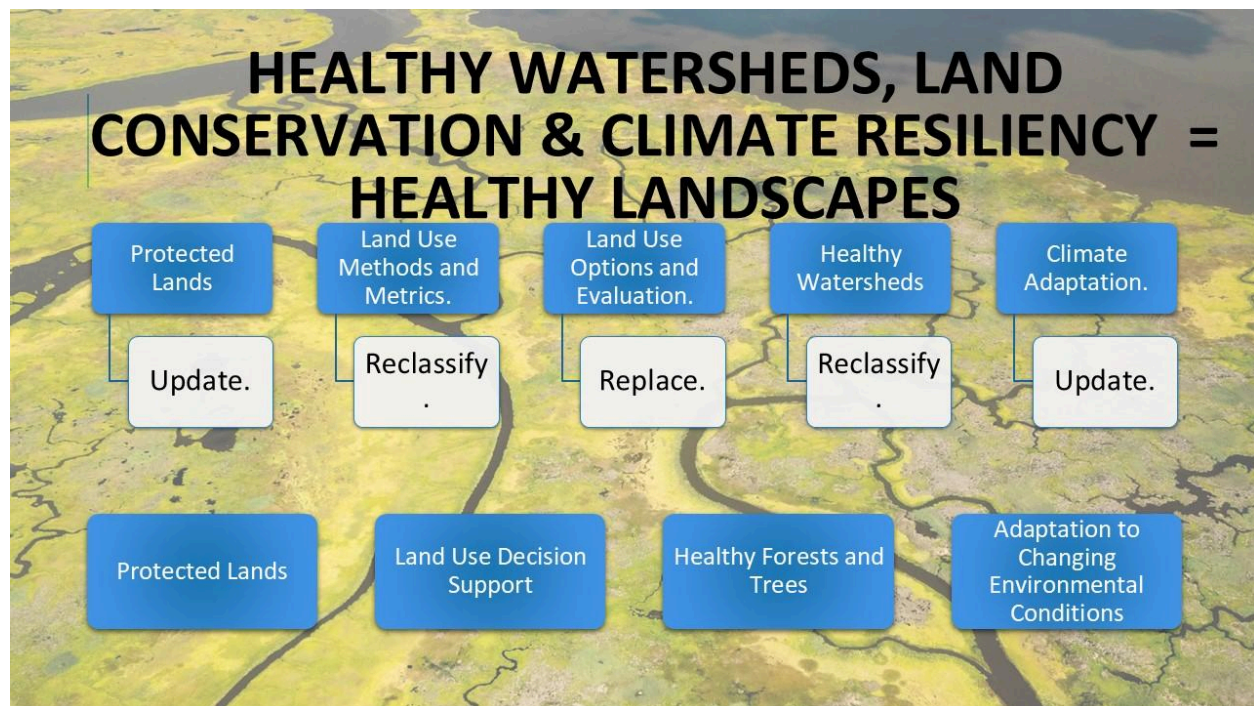 HEALTHY WATERSHEDS, LAND
CONSERVATION & CLIMATE RESILIENCY =
HEALTHY LANDSCAPES
Protected
Lands
Land Use
Methods and
Metrics.
Land Use
Options and
Evaluation.
Healthy
Watersheds
Climate
Adaptation.
Update.
Reclassify
.
Replace.
Reclassify
.
Update.
Protected Lands
Land Use Decision
Support
Healthy Forests and
Trees
Adaptation to
Changing
Environmental
Conditions